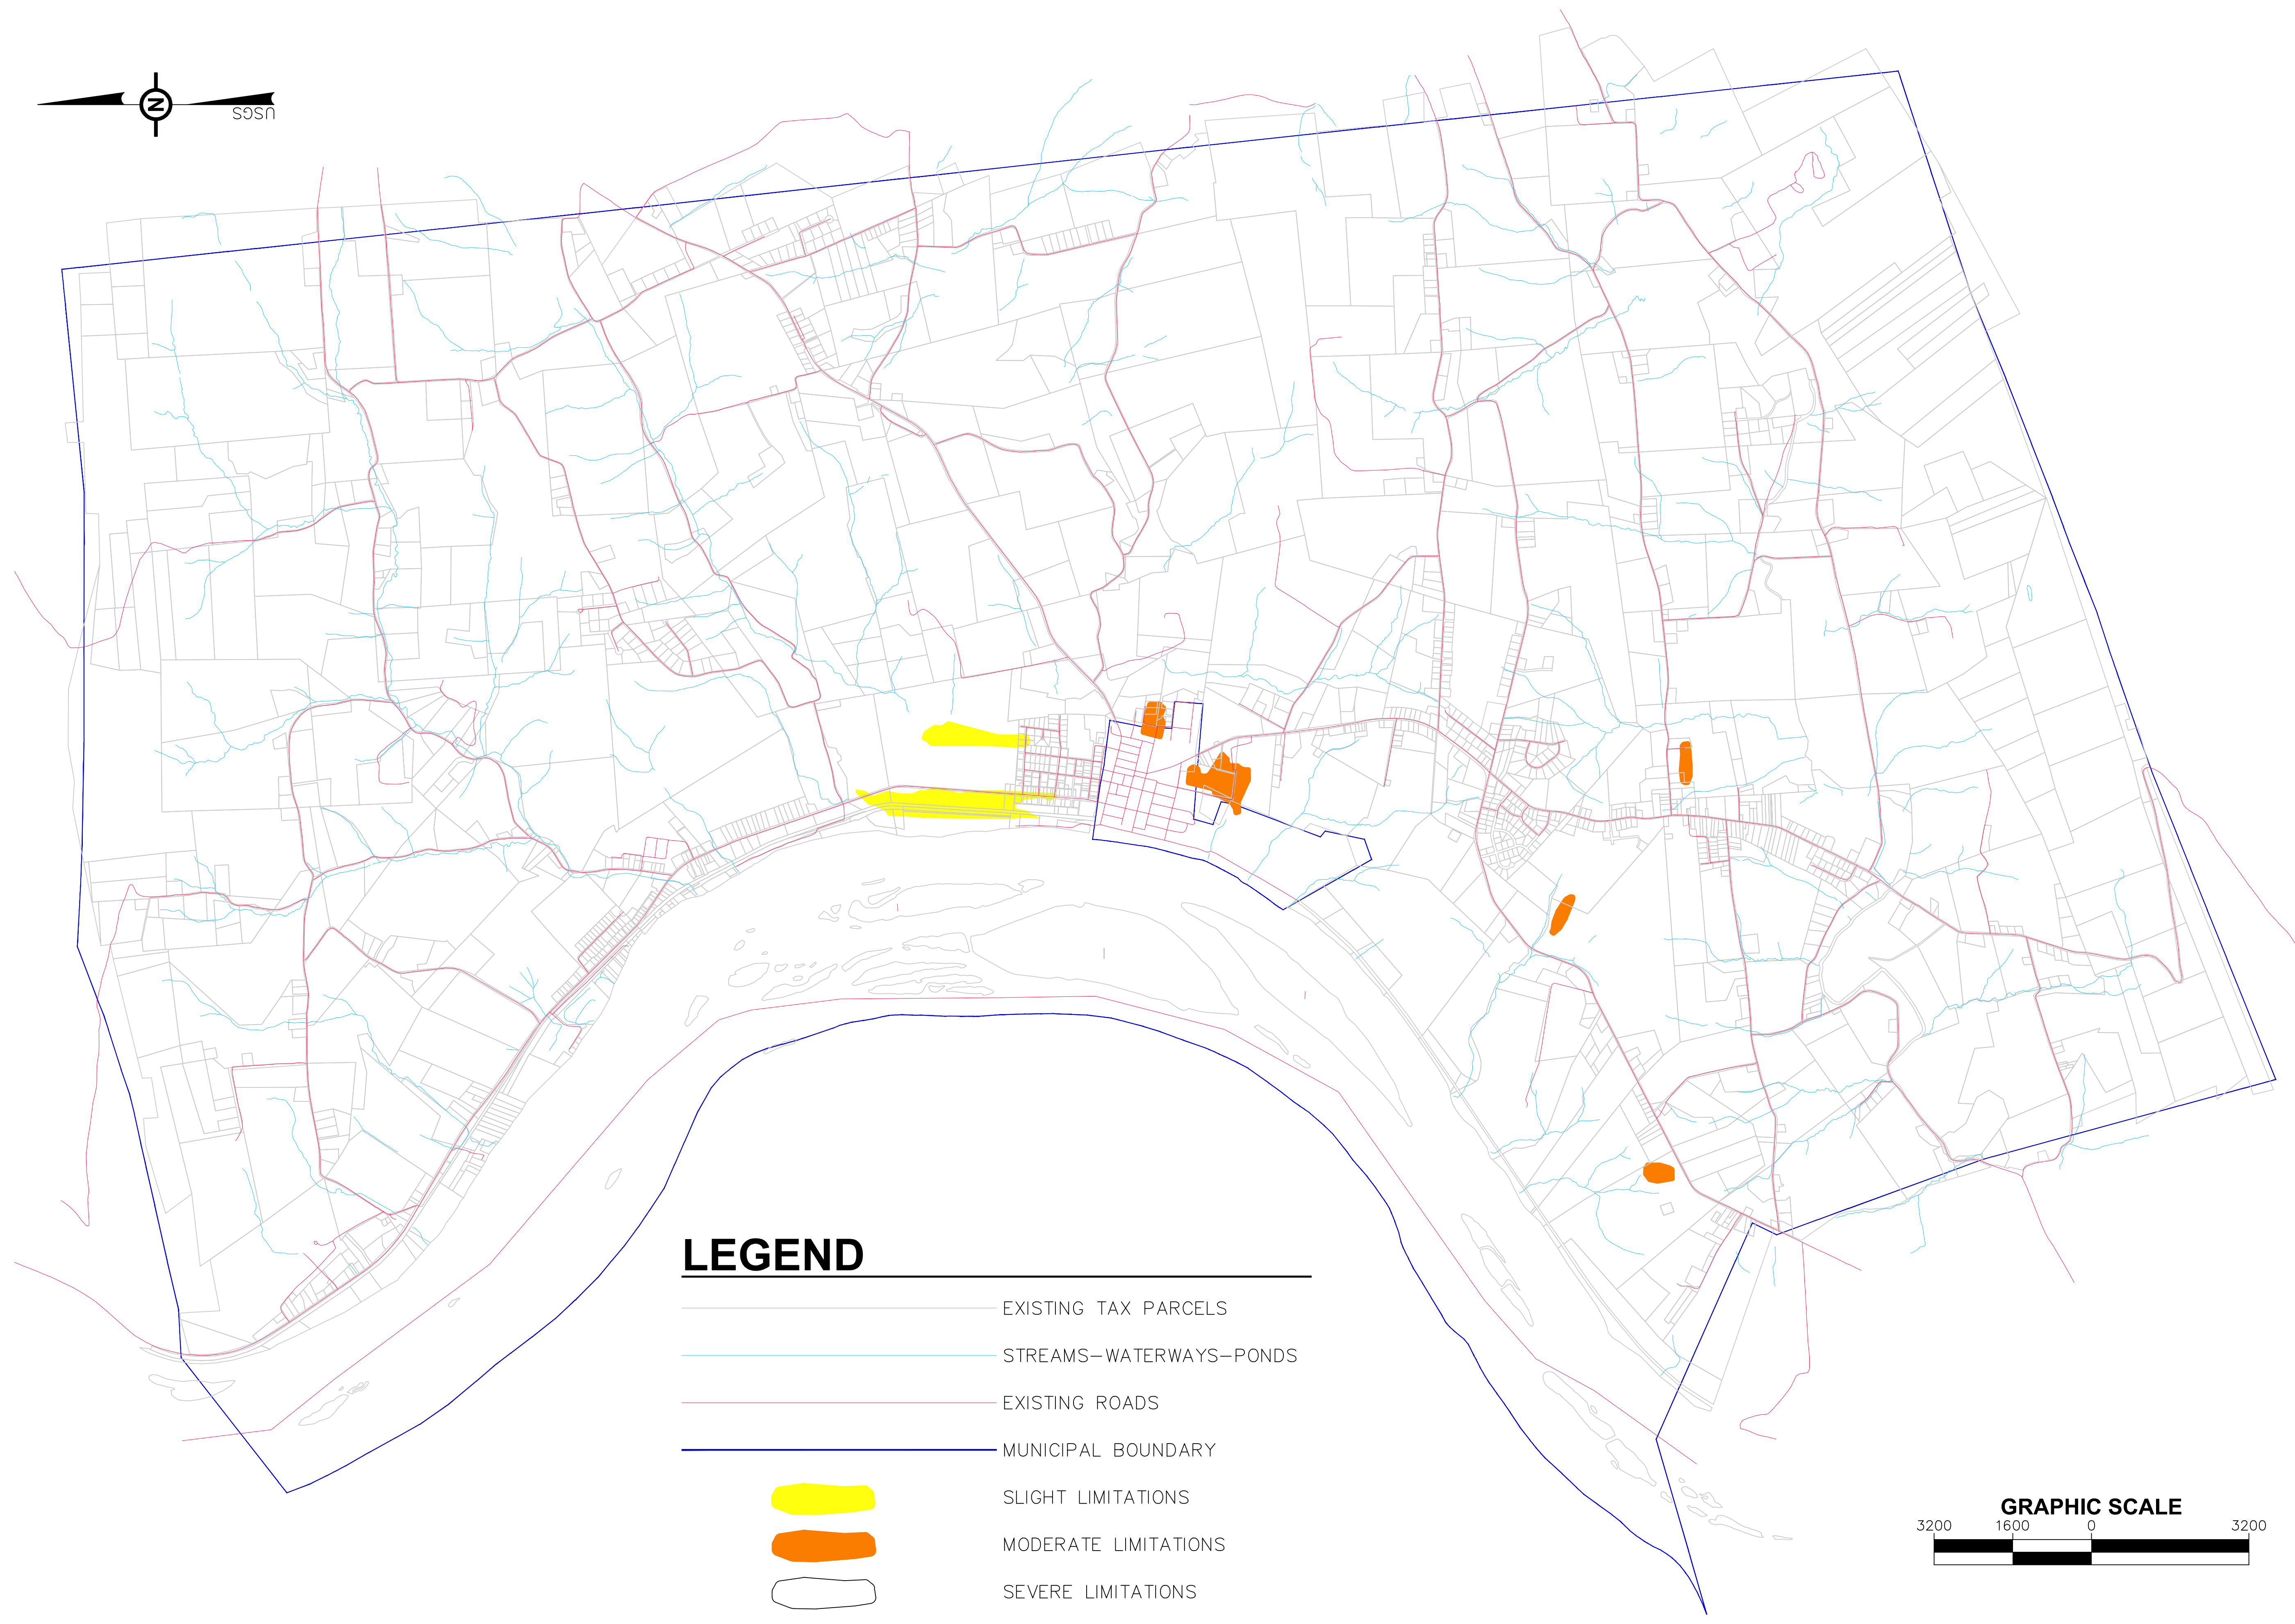 N
USGS
LEGEND
EXISTING TAX PARCELS
STREAMS-WATERWAYS-PONDS
EXISTING ROADS
MUNICIPAL BOUNDARY
SLIGHT LIMITATIONS
MODERATE LIMITATIONS
SEVERE LIMITATIONS
GRAPHIC SCALE
3200 1600 0 3200